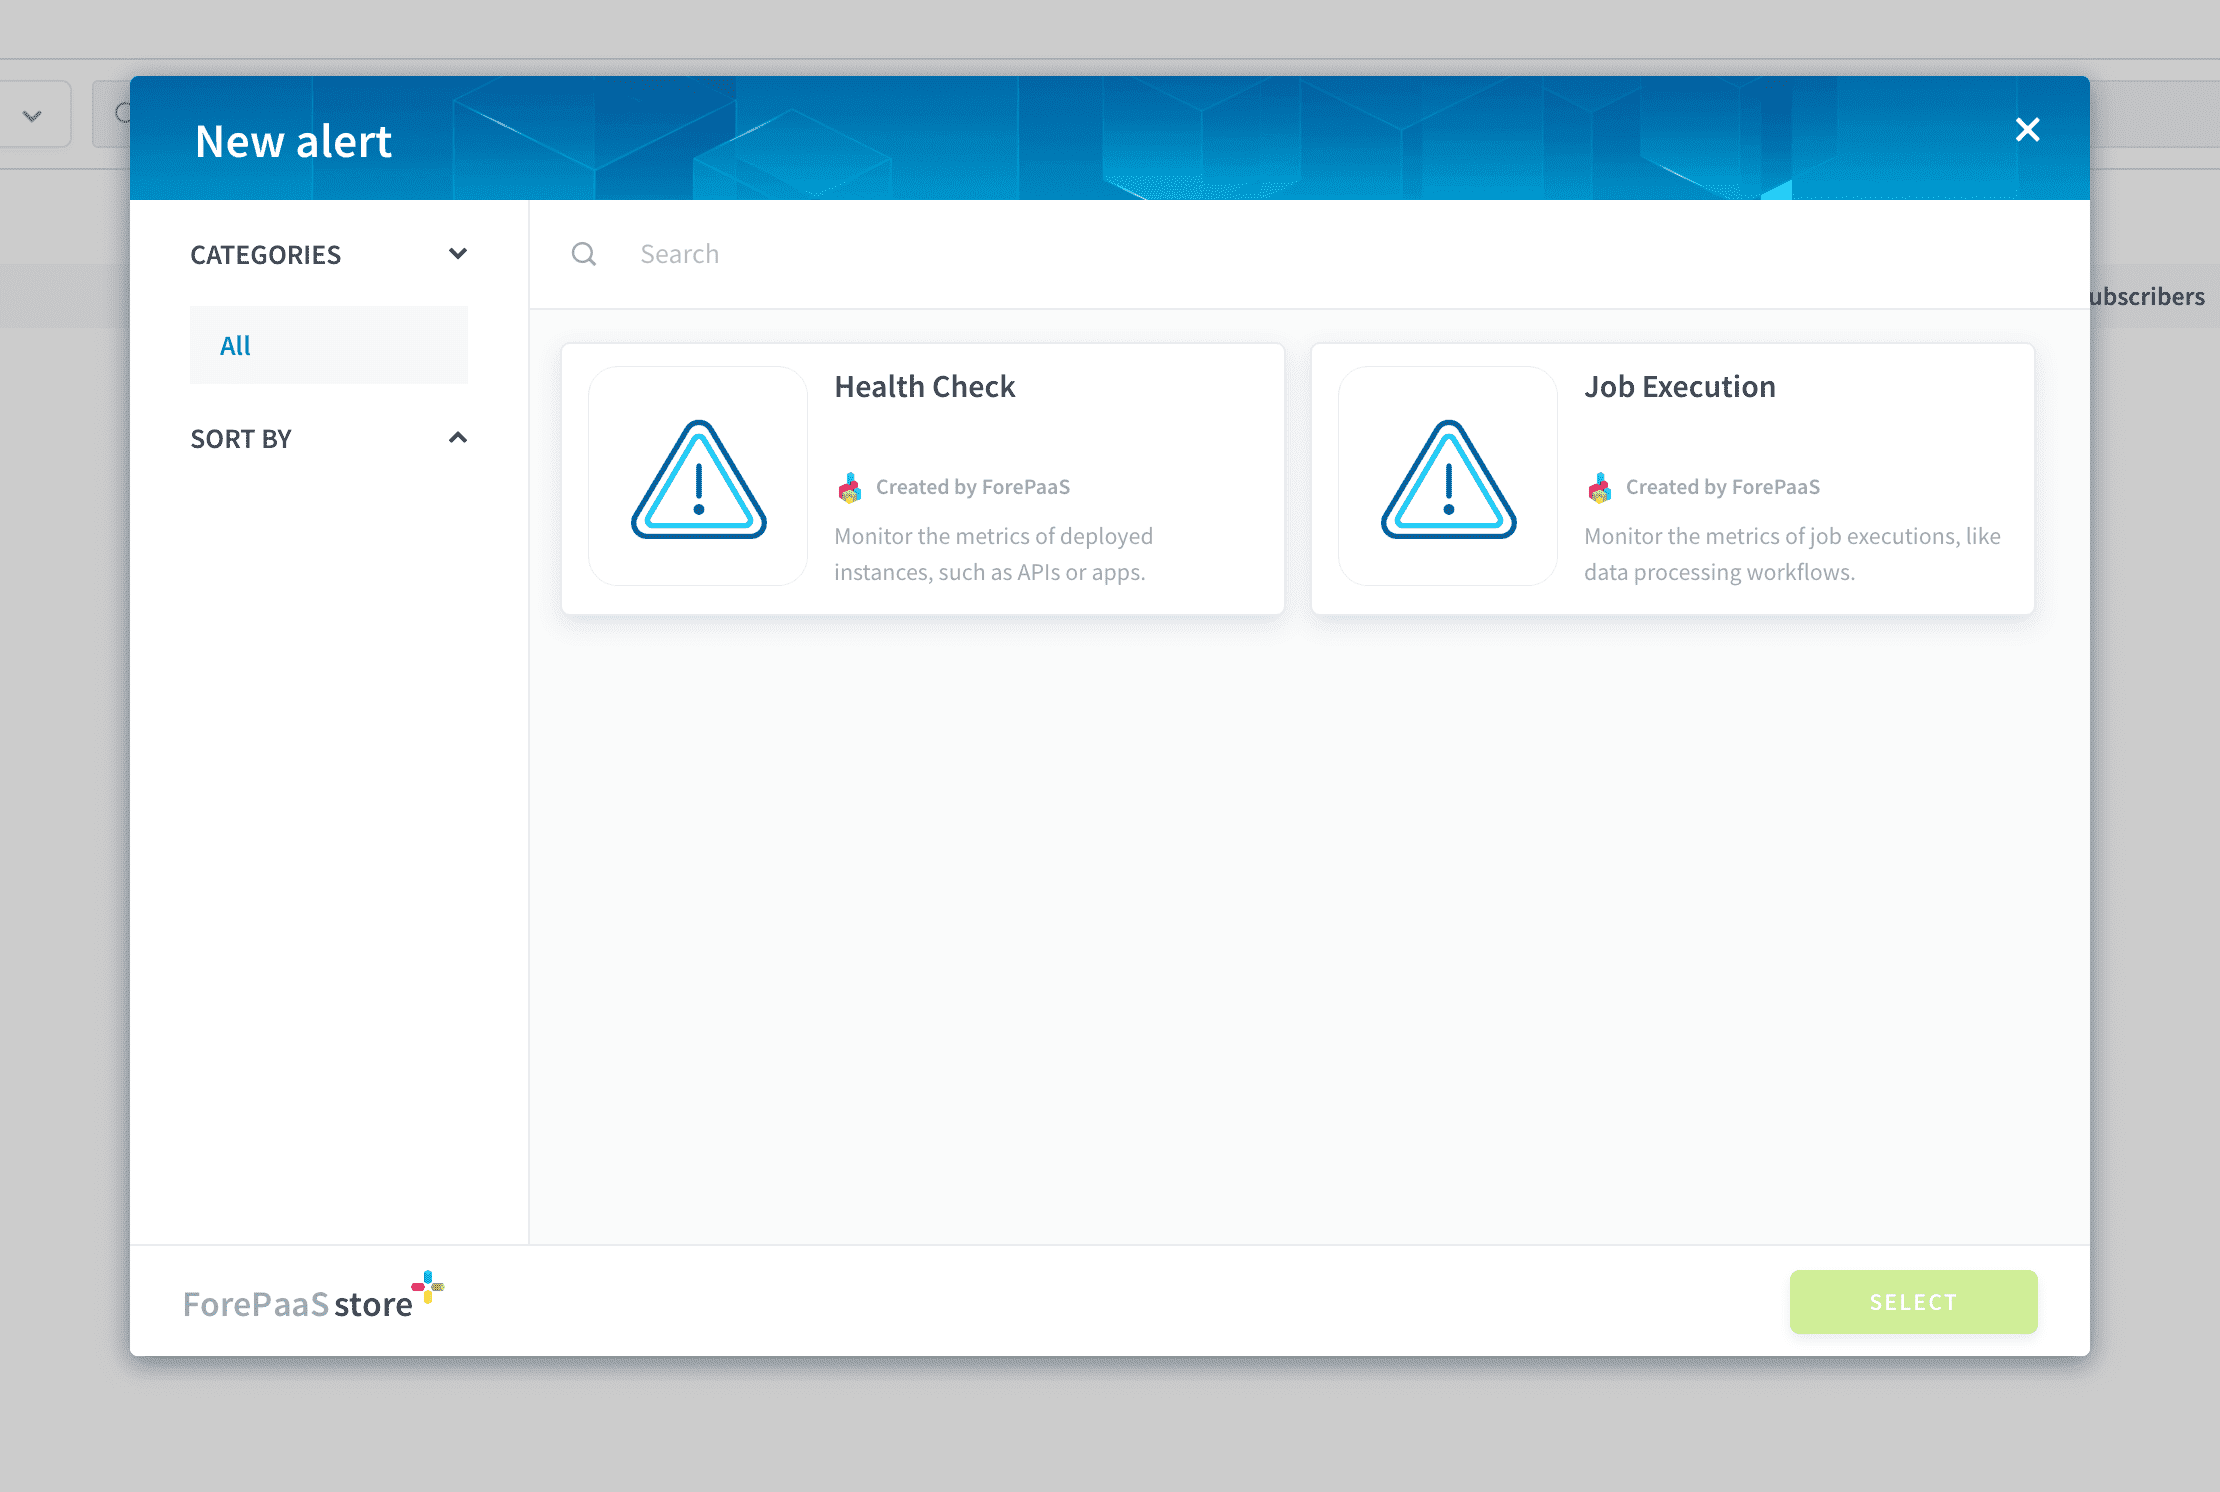 New alert
CATEGORIES
Search
ubscribers
All
SORT BY
Health Check
Created by ForePaaS
Monitor the metrics of deployed
instances, such as APIs or apps.
Job Execution
Created by ForePaaS
Monitor the metrics of job executions, like
data processing workflows.
ForePaaS store
SELECT